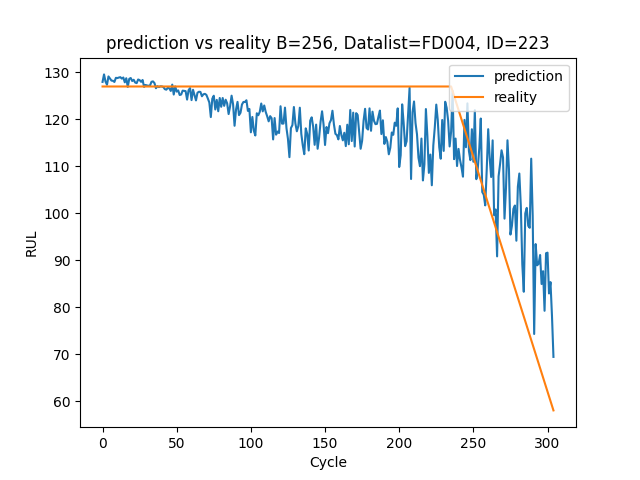 prediction vs reality B=256, Datalist=FD004, ID=223
prediction
reality
130
120
110
100
90
80
70
60
RUL
0 50 100 150 200 250 300
Cycle